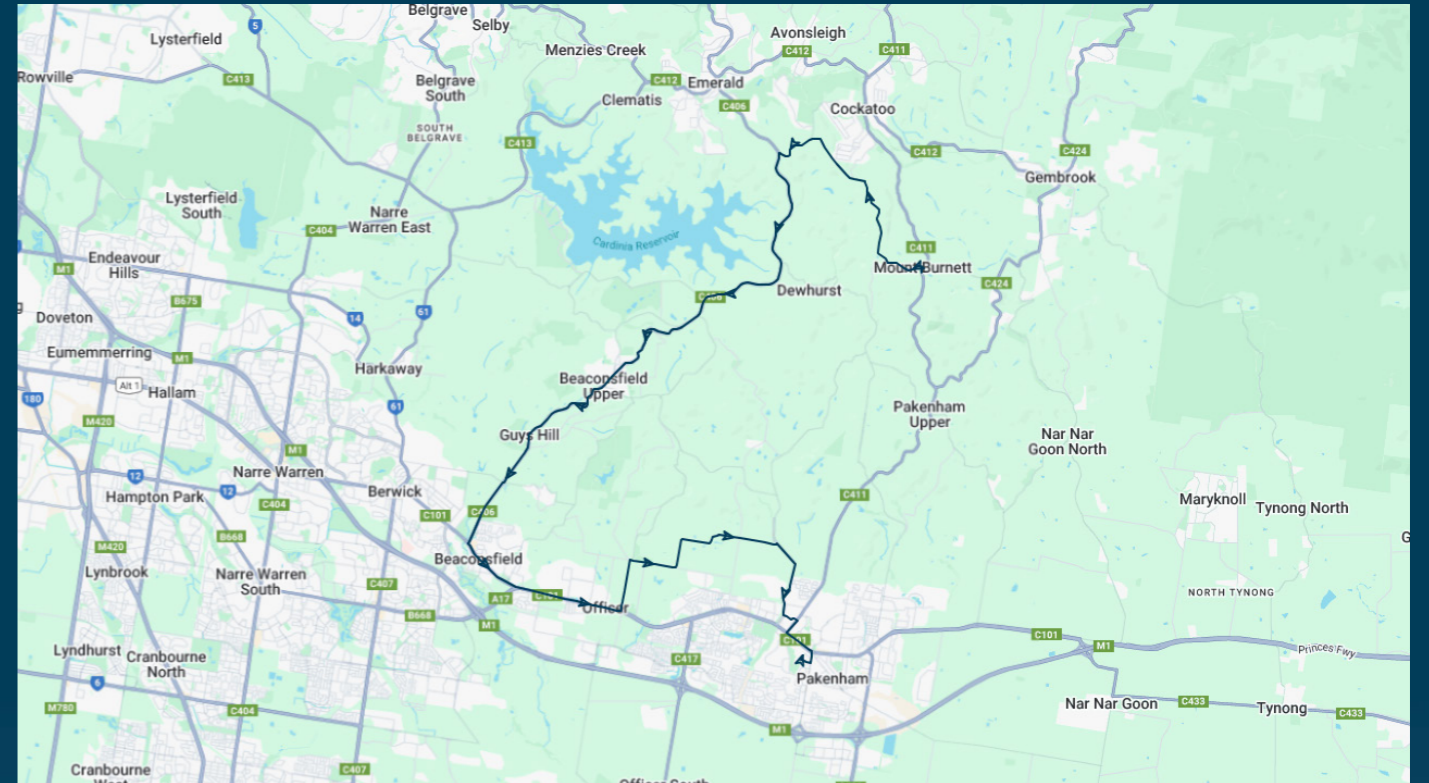 Belgrave
Selby
5
Lysterfield
Menzies Creek
Avonsleigh
C412
C411
Rowville
C413
Belgrave
South
C412
Emerald
Clematis
C406
Cockatoo
SOUTH
BELGRAVE
C413
C412
C424
Gembrook
Lysterfield
South
Narre
Warren East
C404
Cardinia Reservoir
C411
Endeavour
Hills
M1
Mount Burnett
C424
Dewhurst
B675
61
14
Doveton
Eumemmerring
M1
Harkaway
Alt 1
Hallam
180
Beaconsfield
Upper
61
Pakenham
Upper
M420
Guys Hill
Nar Nar
Goon North
M1
Narre Warren
12
Hampton Park
12
Berwick
C404
C101
C406
C411
Maryknoll
Tynong North
B668
M420
Beaconsfield
Lynbrook
Narre Warren
South
C407
A17
Officer
B668
M1
NORTH TYNONG
C101
C101
M1
Princes Fwy
Lyndhurst
Cranbourne
North
C417
Pakenham
6
M780
C404
Nar Nar Goon
C433
Tynong
C433
M1
Cranbourne
C407